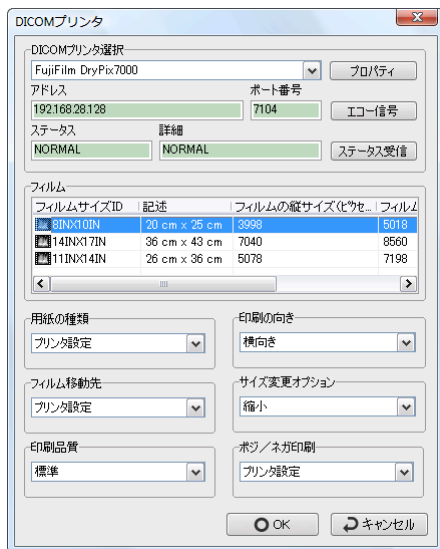 DICOMプリンタ
DICOMプリンタ選択
FujiFilm DryPix7000 プロパティ
アドレス ポート番号
192.168.28.128 7104 エコー信号
ステータス 詳細
NORMAL NORMAL ステータス受信
フィルム
フィルムサイズID 記述 フィルムの縦サイズ(ピクセ... フィルム
8INX10IN 20 cm x 25 cm 3998 5018
14INX17IN 36 cm x 43 cm 7040 8560
11INX14IN 26 cm x 36 cm 5078 7198
用紙の種類 印刷の向き
プリンタ設定 横向き
フィルム移動先 サイズ変更オプション
プリンタ設定 縮小
印刷品質 ポジ／ネガ印刷
標準 プリンタ設定
OK キャンセル